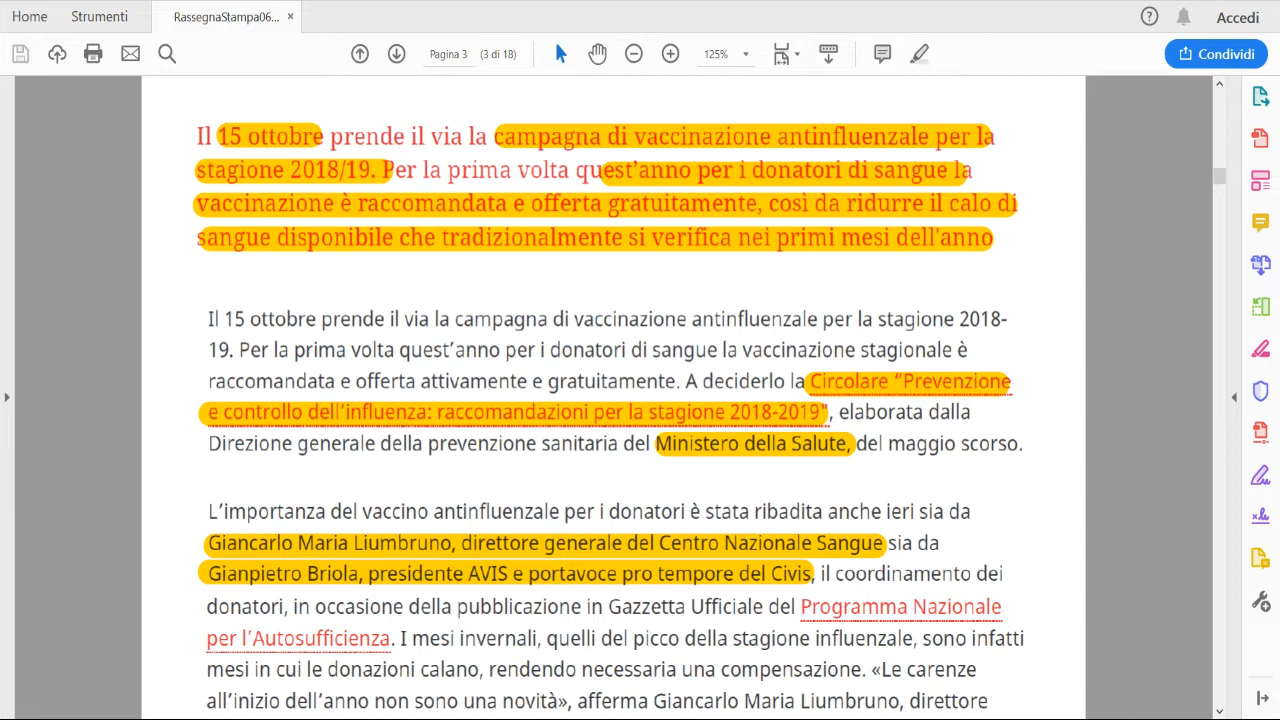 Home Strumenti RassegnaStampa06... × Accedi
Pagina 3 (3 di 18) 125% Condividi
Il 15 ottobre prende il via la campagna di vaccinazione antinfluenzale per la
stagione 2018/19. Per la prima volta quest'anno per i donatori di sangue la
vaccinazione è raccomandata e offerta gratuitamente, così da ridurre il calo di
sangue disponibile che tradizionalmente si verifica nei primi mesi dell'anno
Il 15 ottobre prende il via la campagna di vaccinazione antinfluenzale per la stagione 2018-
19. Per la prima volta quest’anno per i donatori di sangue la vaccinazione stagionale è
raccomandata e offerta attivamente e gratuitamente. A deciderlo la Circolare “Prevenzione
e controllo dell’influenza: raccomandazioni per la stagione 2018-2019", elaborata dalla
Direzione generale della prevenzione sanitaria del Ministero della Salute, del maggio scorso.
L’importanza del vaccino antinfluenzale per i donatori è stata ribadita anche ieri sia da
Giancarlo Maria Liumbruno, direttore generale del Centro Nazionale Sangue sia da
Gianpietro Briola, presidente AVIS e portavoce pro tempore del Civis, il coordinamento dei
donatori, in occasione della pubblicazione in Gazzetta Ufficiale del Programma Nazionale
per l’Autosufficienza. I mesi invernali, quelli del picco della stagione influenzale, sono infatti
mesi in cui le donazioni calano, rendendo necessaria una compensazione. «Le carenze
all’inizio dell’anno non sono una novità», afferma Giancarlo Maria Liumbruno, direttore